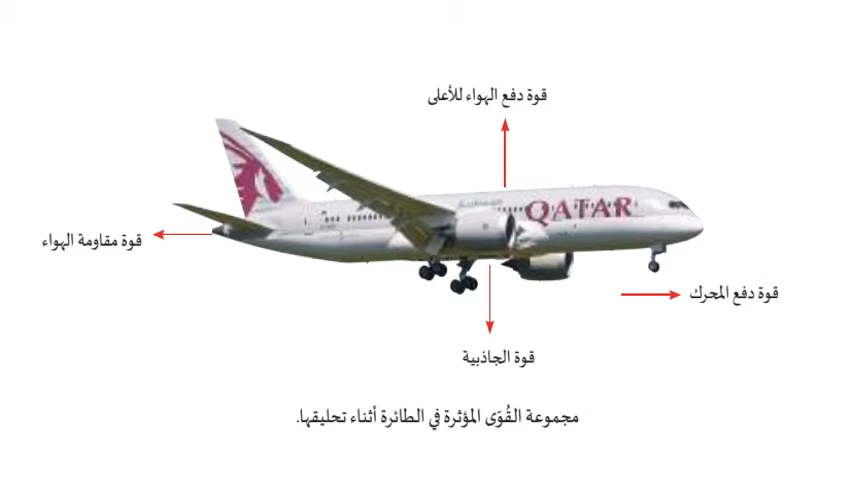 قوة دفع الهواء للأعلى
QATAR
قوة مقاومة الهواء
قوة دفع المحرك
قوة الجاذبية
مجموعة القُوَى المؤثرة في الطائرة أثناء تحليقها.